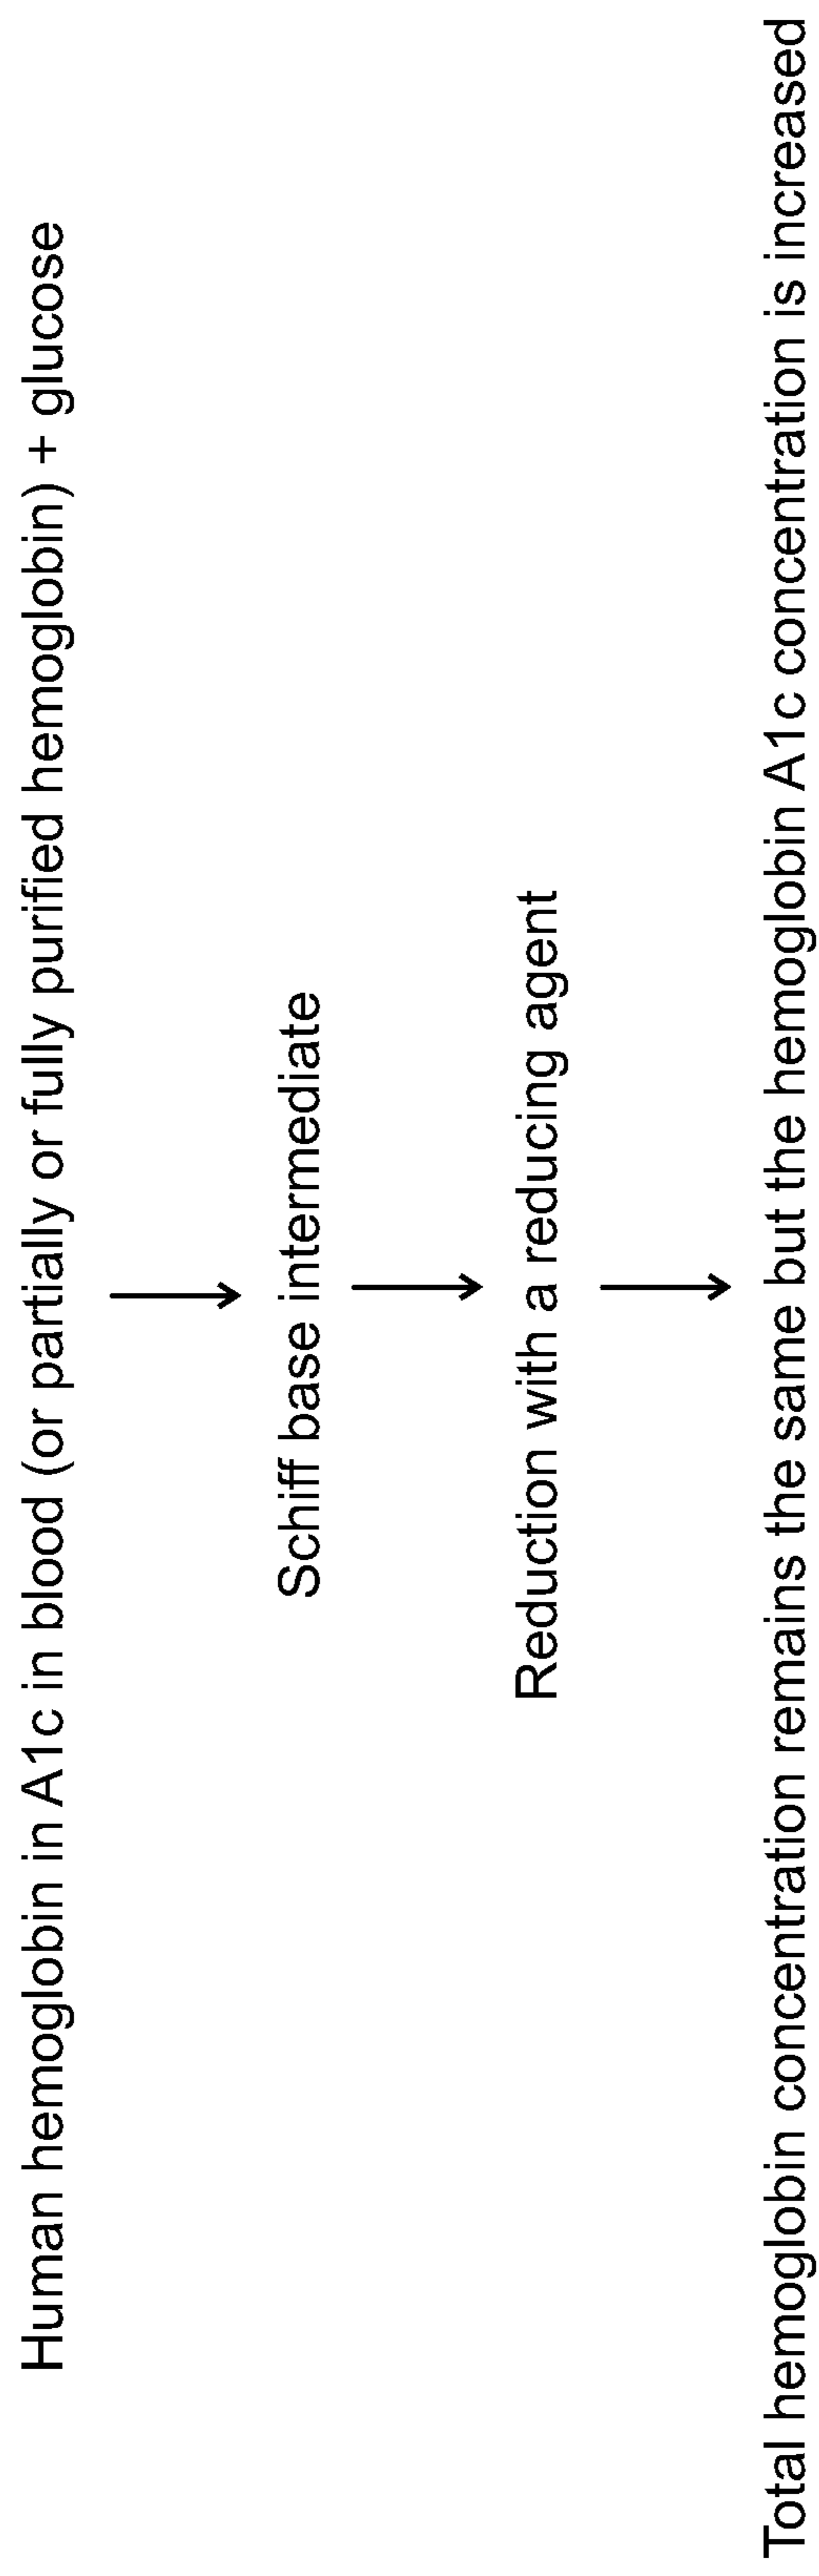 Human hemoglobin in A1c in blood (or partially or fully purified hemoglobin) + glucose
Schiff base intermediate
Reduction with a reducing agent
Total hemoglobin concentration remains the same but the hemoglobin A1c concentration is increased